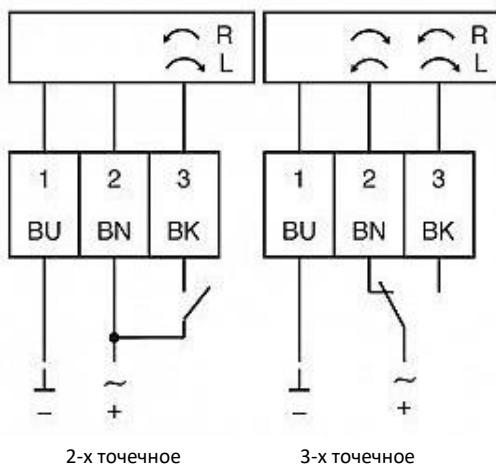 R R
L L
1 2 3 1 2 3
BU BN BK BU BN BK
~ ~
– + – +
2-х точечное 3-х точечное